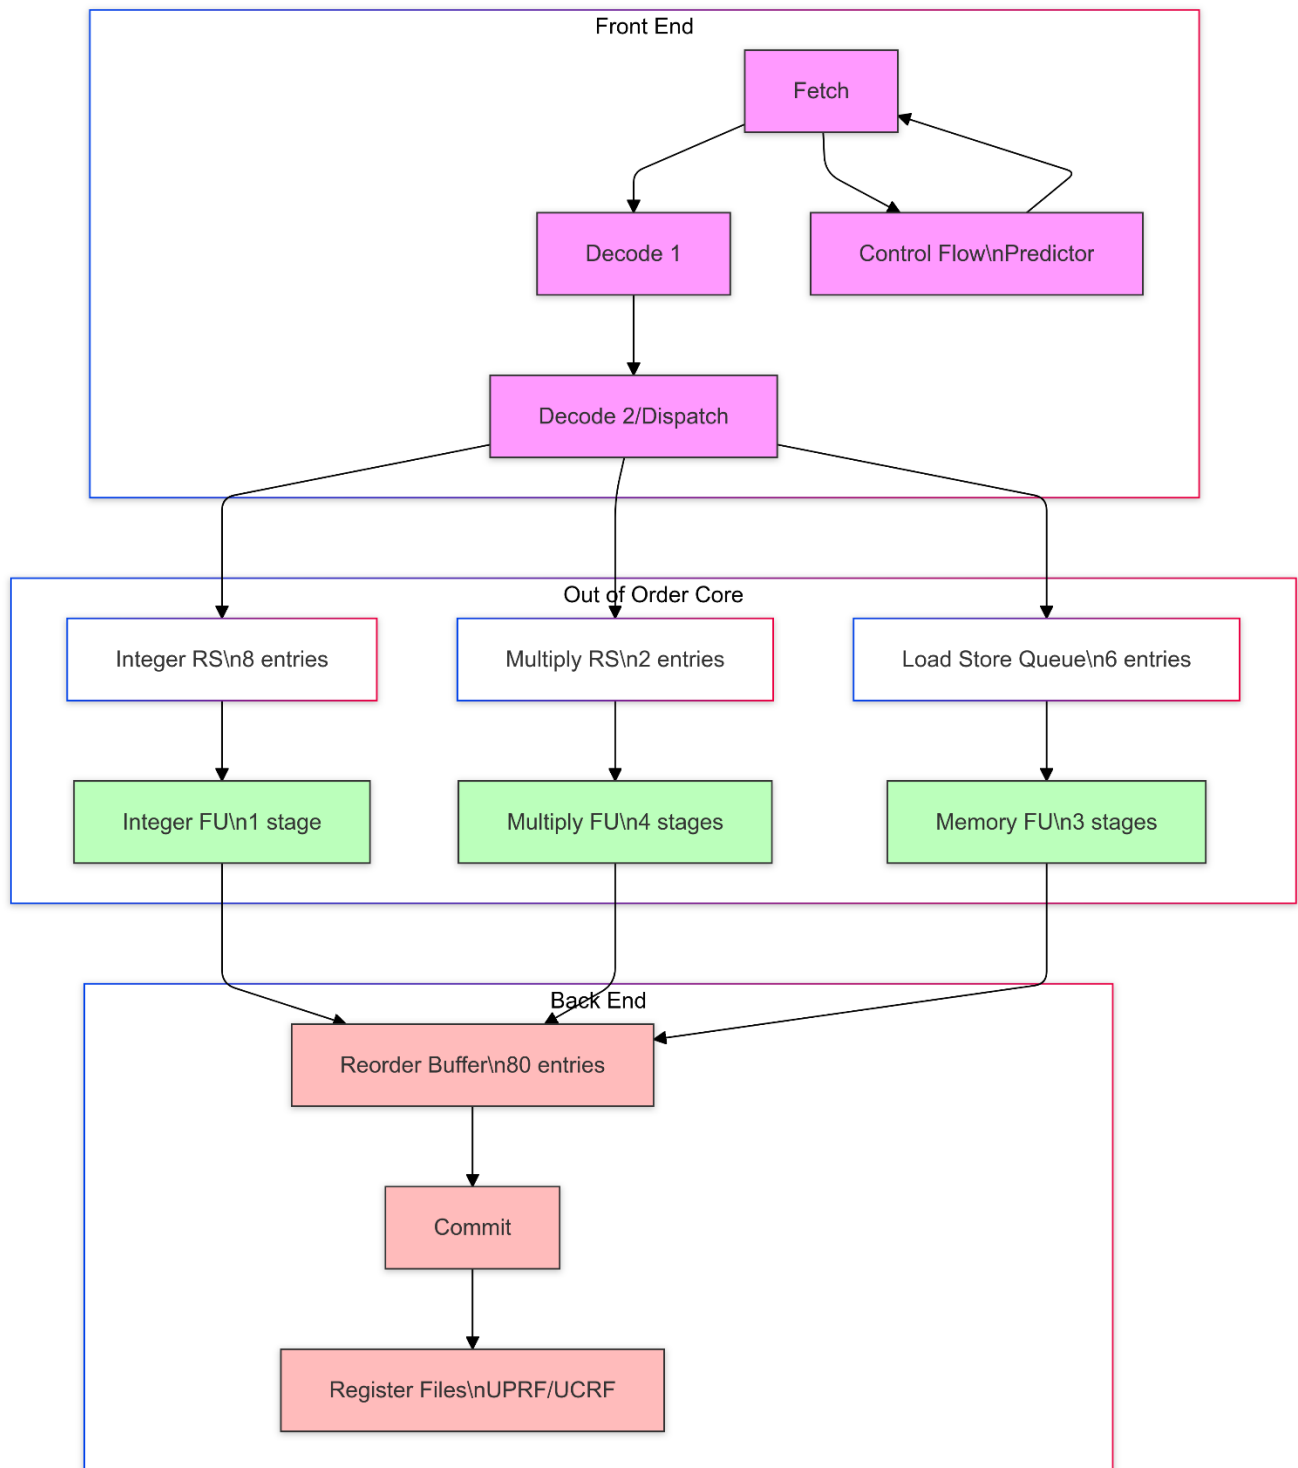 Front End
Fetch
Decode 1
Control Flow\nPredictor
Decode 2/Dispatch
Out of Order Core
Integer RS\n8 entries
Multiply RS\n2 entries
Load Store Queue\n6 entries
Integer FU\n1 stage
Multiply FU\n4 stages
Memory FU\n3 stages
Back End
Reorder Buffer\n80 entries
Commit
Register Files\nUPRF/UCRF